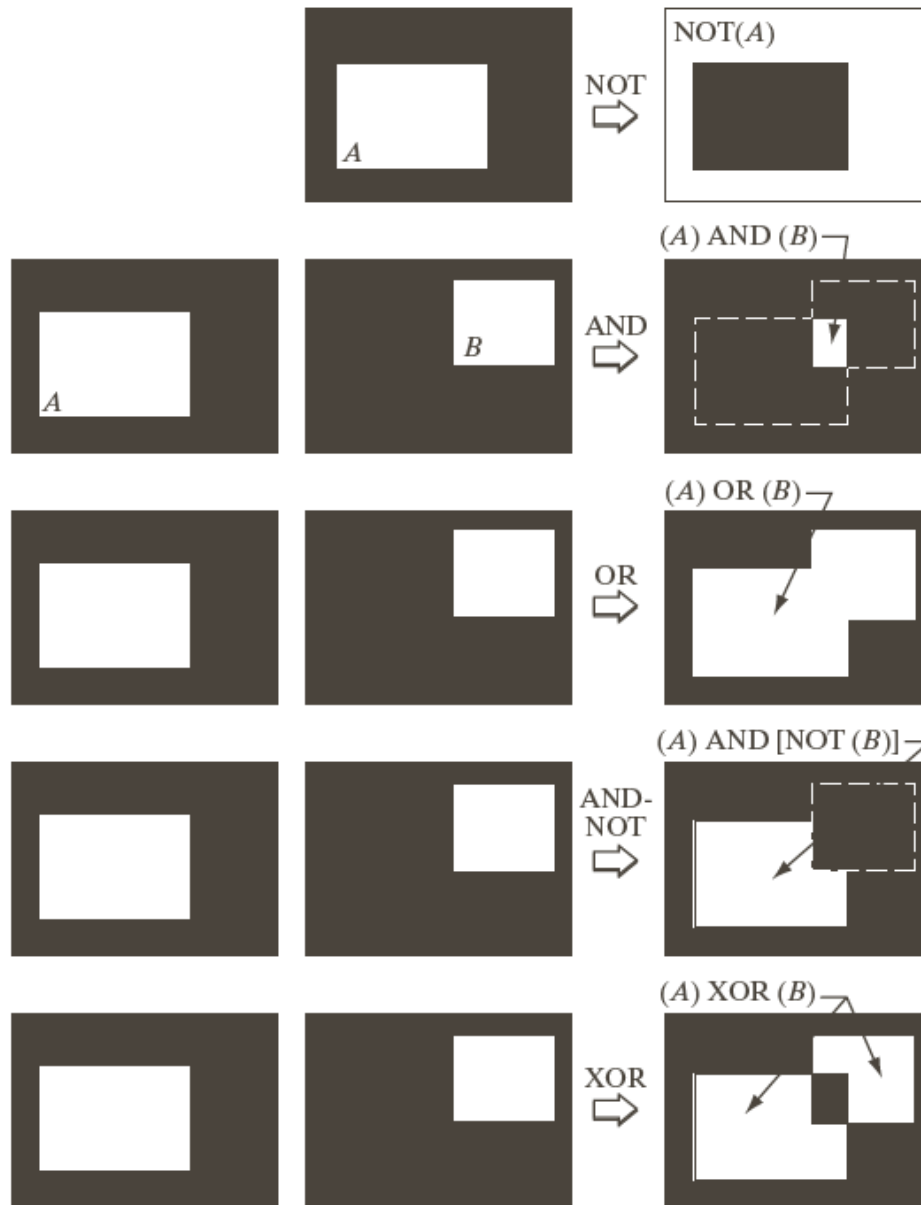 NOT(A)
NOT
A
(A) AND (B)
AND
B
A
(A) OR (B)
OR
(A) AND [NOT (B)]
AND-
NOT
(A) XOR (B)
XOR